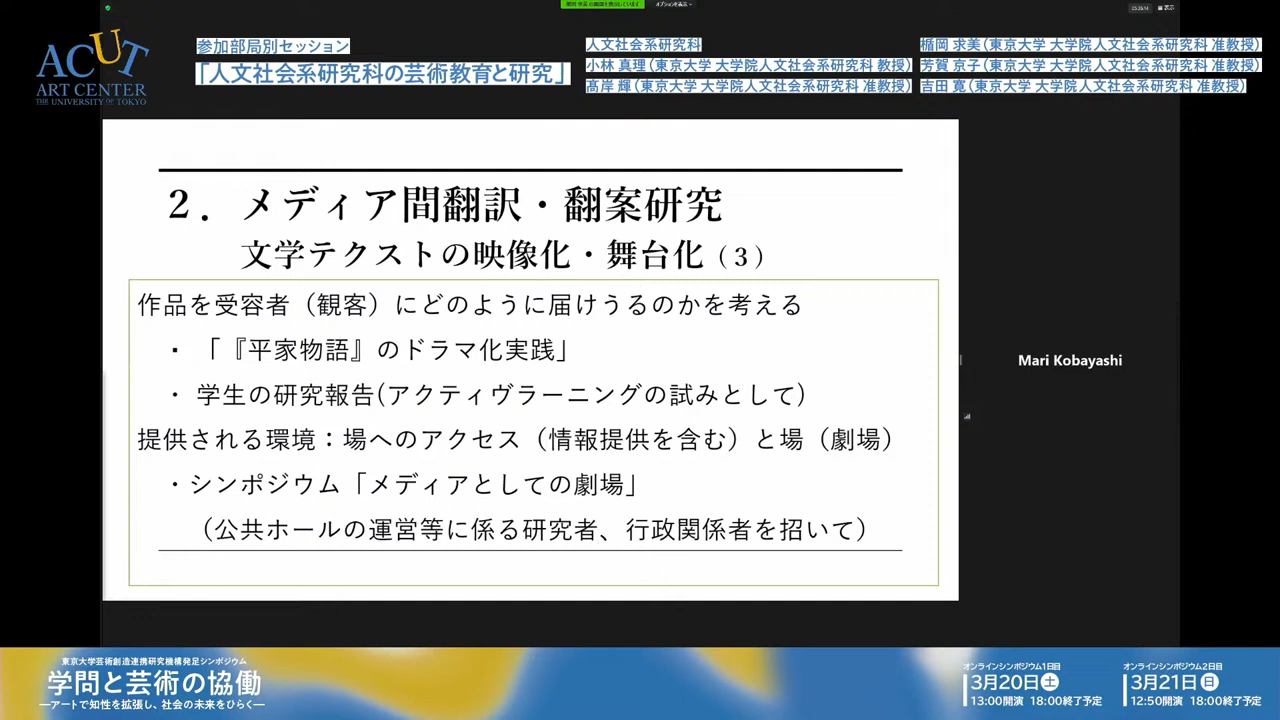 オプションを表示
表示
ACUT
ART CENTER
THE UNIVERSITY OF TOKYO
参加部局別セッション
「人文社会系研究科の芸術教育と研究」
人文社会系研究科
小林 真理（東京大学 大学院人文社会系研究科 教授）
髙岸 輝（東京大学 大学院人文社会系研究科 准教授）
楯岡 求美（東京大学 大学院人文社会系研究科 准教授）
芳賀 京子（東京大学 大学院人文社会系研究科 准教授）
吉田 寛（東京大学 大学院人文社会系研究科 准教授）
２．メディア間翻訳・翻案研究
文学テクストの映像化・舞台化（３）
作品を受容者（観客）にどのように届けうるのかを考える
・ 「『平家物語』のドラマ化実践」
・ 学生の研究報告(アクティヴラーニングの試みとして)
提供される環境：場へのアクセス（情報提供を含む）と場（劇場）
・シンポジウム「メディアとしての劇場」
（公共ホールの運営等に係る研究者、行政関係者を招いて）
Mari Kobayashi
東京大学芸術創造連携研究機構発足シンポジウム
学問と芸術の協働
―アートで知性を拡張し、社会の未来をひらく―
オンラインシンポジウム1日目
3月20日 土
13:00開演 18:00終了予定
オンラインシンポジウム2日目
3月21日 日
12:50開演 18:00終了予定